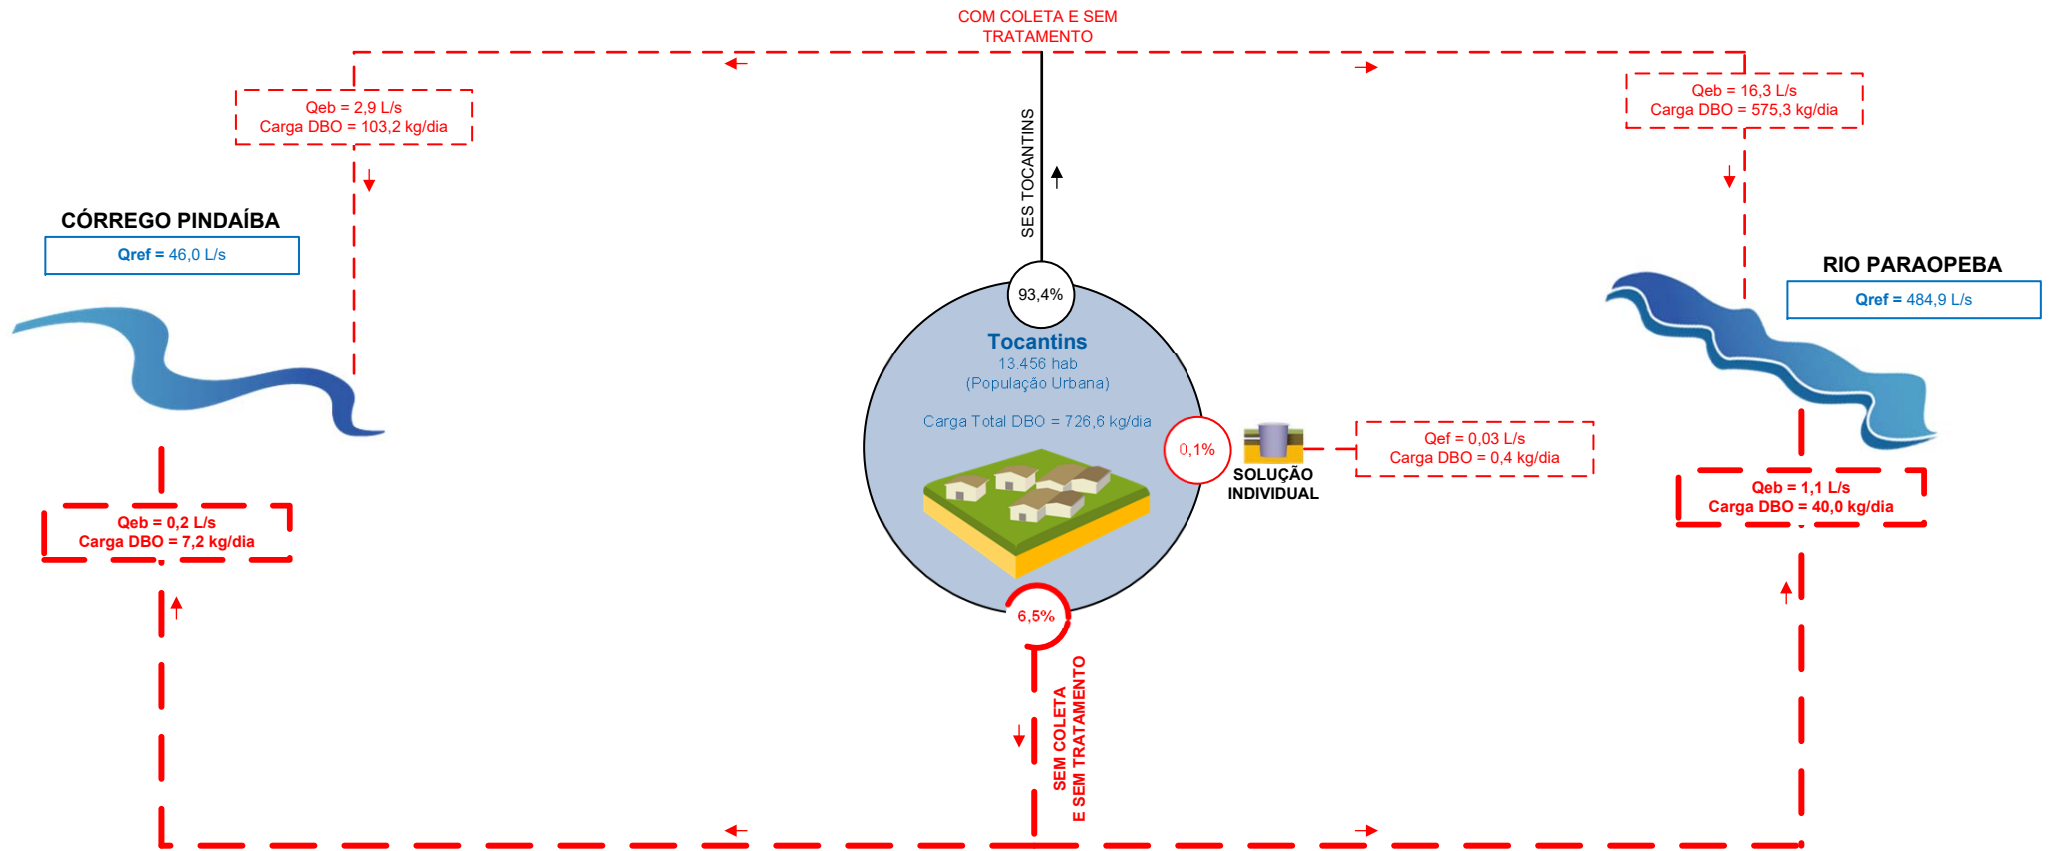 COM COLETA E SEM
TRATAMENTO
Qeb = 2,9 L/s
Carga DBO = 103,2 kg/dia
Qeb = 16,3 L/s
Carga DBO = 575,3 kg/dia
SES TOCANTINS
CÓRREGO PINDAÍBA
Qref = 46,0 L/s
RIO PARAOPEBA
Qref = 484,9 L/s
93,4%
Tocantins
13.456 hab
(População Urbana)
Carga Total DBO = 726,6 kg/dia
0,1%
SOLUÇÃO
INDIVIDUAL
Qef = 0,03 L/s
Carga DBO = 0,4 kg/dia
Qeb = 0,2 L/s
Carga DBO = 7,2 kg/dia
Qeb = 1,1 L/s
Carga DBO = 40,0 kg/dia
6,5%
SEM COLETA
E SEM TRATAMENTO